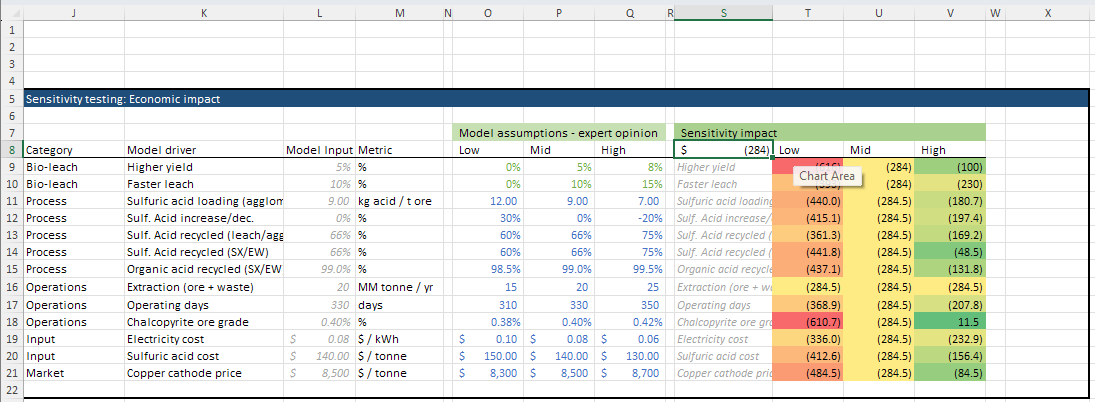 J K L M N O P Q R S T U V W X
1
2
3
4
5 Sensitivity testing: Economic impact
6
7 Model assumptions - expert opinion Sensitivity impact
8 Category Model driver Model Input Metric Low Mid High $ (284) Low Mid High
9 Bio-leach Higher yield 5% % 0% 5% 8% Higher yield (284) (100)
10 Bio-leach Faster leach 10% % 0% 10% 15% Faster leach Chart Area (284) (230)
11 Process Sulfuric acid loading (agglom 9.00 kg acid / t ore 12.00 9.00 7.00 Sulfuric acid loading (440.0) (284.5) (180.7)
12 Process Sulf. Acid increase/dec. 0% % 30% 0% -20% Sulf. Acid increase/ (415.1) (284.5) (197.4)
13 Process Sulf. Acid recycled (leach/agg 66% % 60% 66% 75% Sulf. Acid recycled ( (361.3) (284.5) (169.2)
14 Process Sulf. Acid recycled (SX/EW) 66% % 60% 66% 75% Sulf. Acid recycled ( (441.8) (284.5) (48.5)
15 Process Organic acid recycled (SX/EW 99.0% % 98.5% 99.0% 99.5% Organic acid recycle (437.1) (284.5) (131.8)
16 Operations Extraction (ore + waste) 20 MM tonne / yr 15 20 25 Extraction (ore + wa (284.5) (284.5) (284.5)
17 Operations Operating days 330 days 310 330 350 Operating days (368.9) (284.5) (207.8)
18 Operations Chalcopyrite ore grade 0.40% % 0.38% 0.40% 0.42% Chalcopyrite ore gra (610.7) (284.5) 11.5
19 Input Electricity cost $ 0.08 $ / kWh $ 0.10 $ 0.08 $ 0.06 Electricity cost (336.0) (284.5) (232.9)
20 Input Sulfuric acid cost $ 140.00 $ / tonne $ 150.00 $ 140.00 $ 130.00 Sulfuric acid cost (412.6) (284.5) (156.4)
21 Market Copper cathode price $ 8,500 $ / tonne $ 8,300 $ 8,500 $ 8,700 Copper cathode pric (484.5) (284.5) (84.5)
22